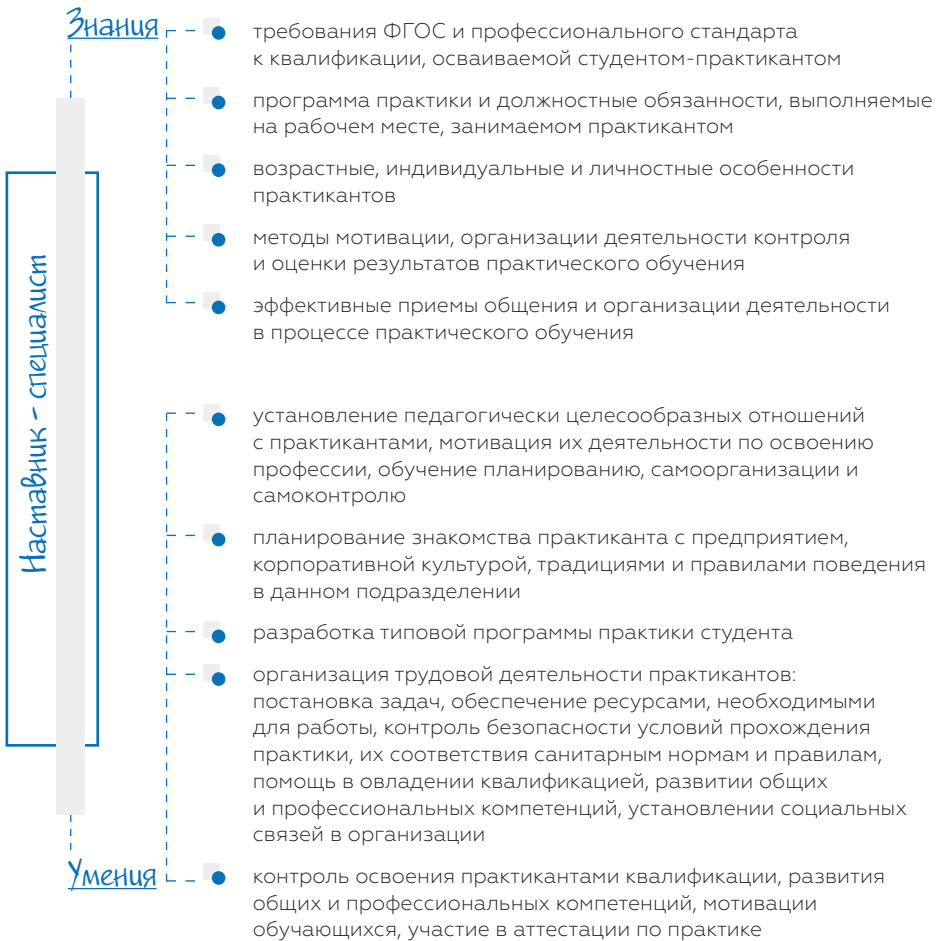 Знания
требования ФГОС и профессионального стандарта
к квалификации, осваиваемой студентом-практикантом
программа практики и должностные обязанности, выполняемые
на рабочем месте, занимаемом практикантом
возрастные, индивидуальные и личностные особенности
практикантов
методы мотивации, организации деятельности контроля
и оценки результатов практического обучения
эффективные приемы общения и организации деятельности
в процессе практического обучения
Наставник - специалист
установление педагогически целесообразных отношений
с практикантами, мотивация их деятельности по освоению
профессии, обучение планированию, самоорганизации и
самоконтролю
планирование знакомства практиканта с предприятием,
корпоративной культурой, традициями и правилами поведения
в данном подразделении
разработка типовой программы практики студента
организация трудовой деятельности практикантов:
постановка задач, обеспечение ресурсами, необходимыми
для работы, контроль безопасности условий прохождения
практики, их соответствия санитарным нормам и правилам,
помощь в овладении квалификацией, развитии общих
и профессиональных компетенций, установлении социальных
связей в организации
Умения
контроль освоения практикантами квалификации, развития
общих и профессиональных компетенций, мотивации
обучающихся, участие в аттестации по практике